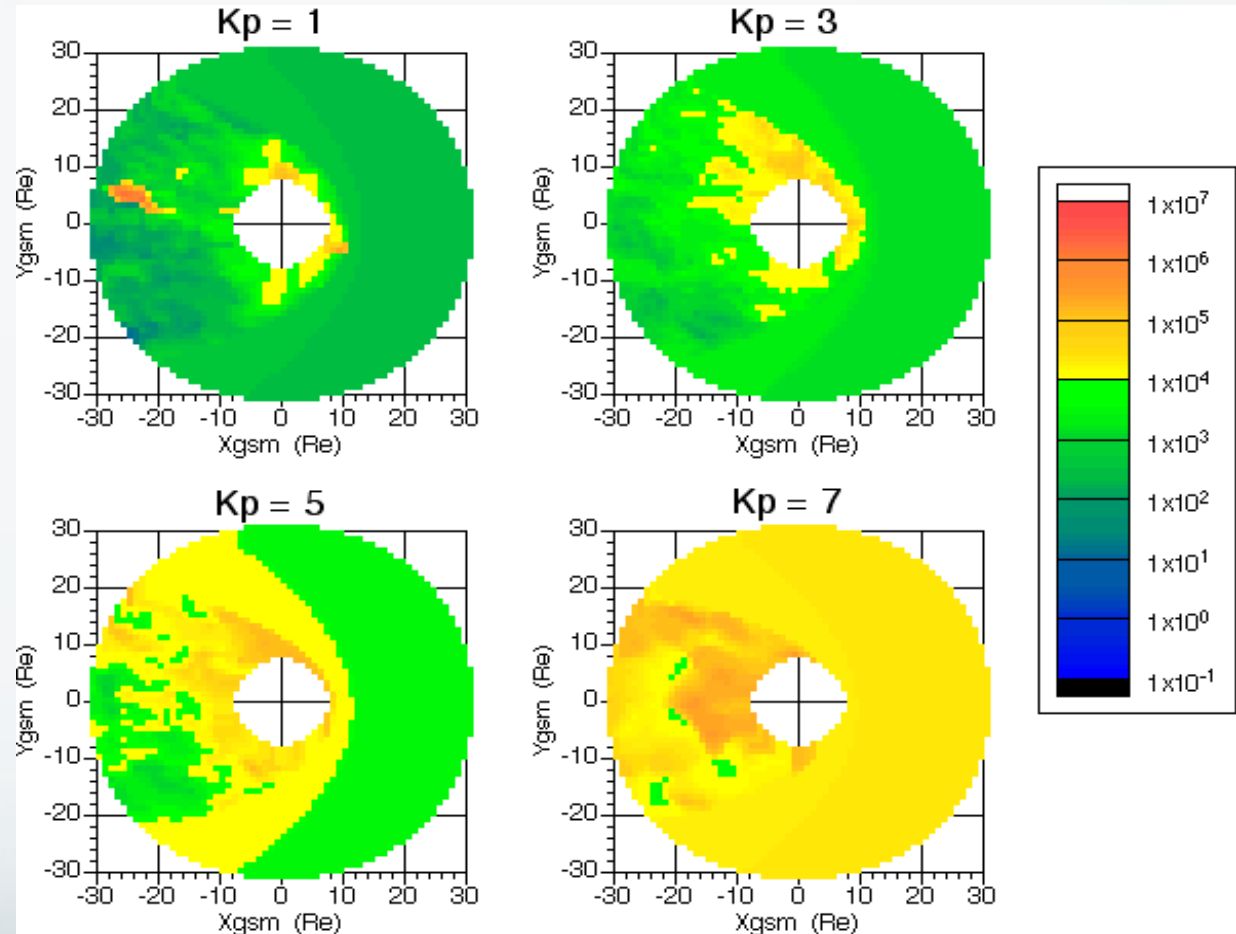 Kp = 1
30
20
10
0
-10
-20
-30
-30 -20 -10 0 10 20 30
Ygsm (Re)
Xgsm (Re)
Kp = 3
30
20
10
0
-10
-20
-30
-30 -20 -10 0 10 20 30
Ygsm (Re)
Xgsm (Re)
Kp = 5
30
20
10
0
-10
-20
-30
-30 -20 -10 0 10 20 30
Ygsm (Re)
Xgsm (Re)
Kp = 7
30
20
10
0
-10
-20
-30
-30 -20 -10 0 10 20 30
Ygsm (Re)
Xgsm (Re)
1x10⁷
1x10⁶
1x10⁵
1x10⁴
1x10³
1x10²
1x10¹
1x10⁰
1x10⁻¹